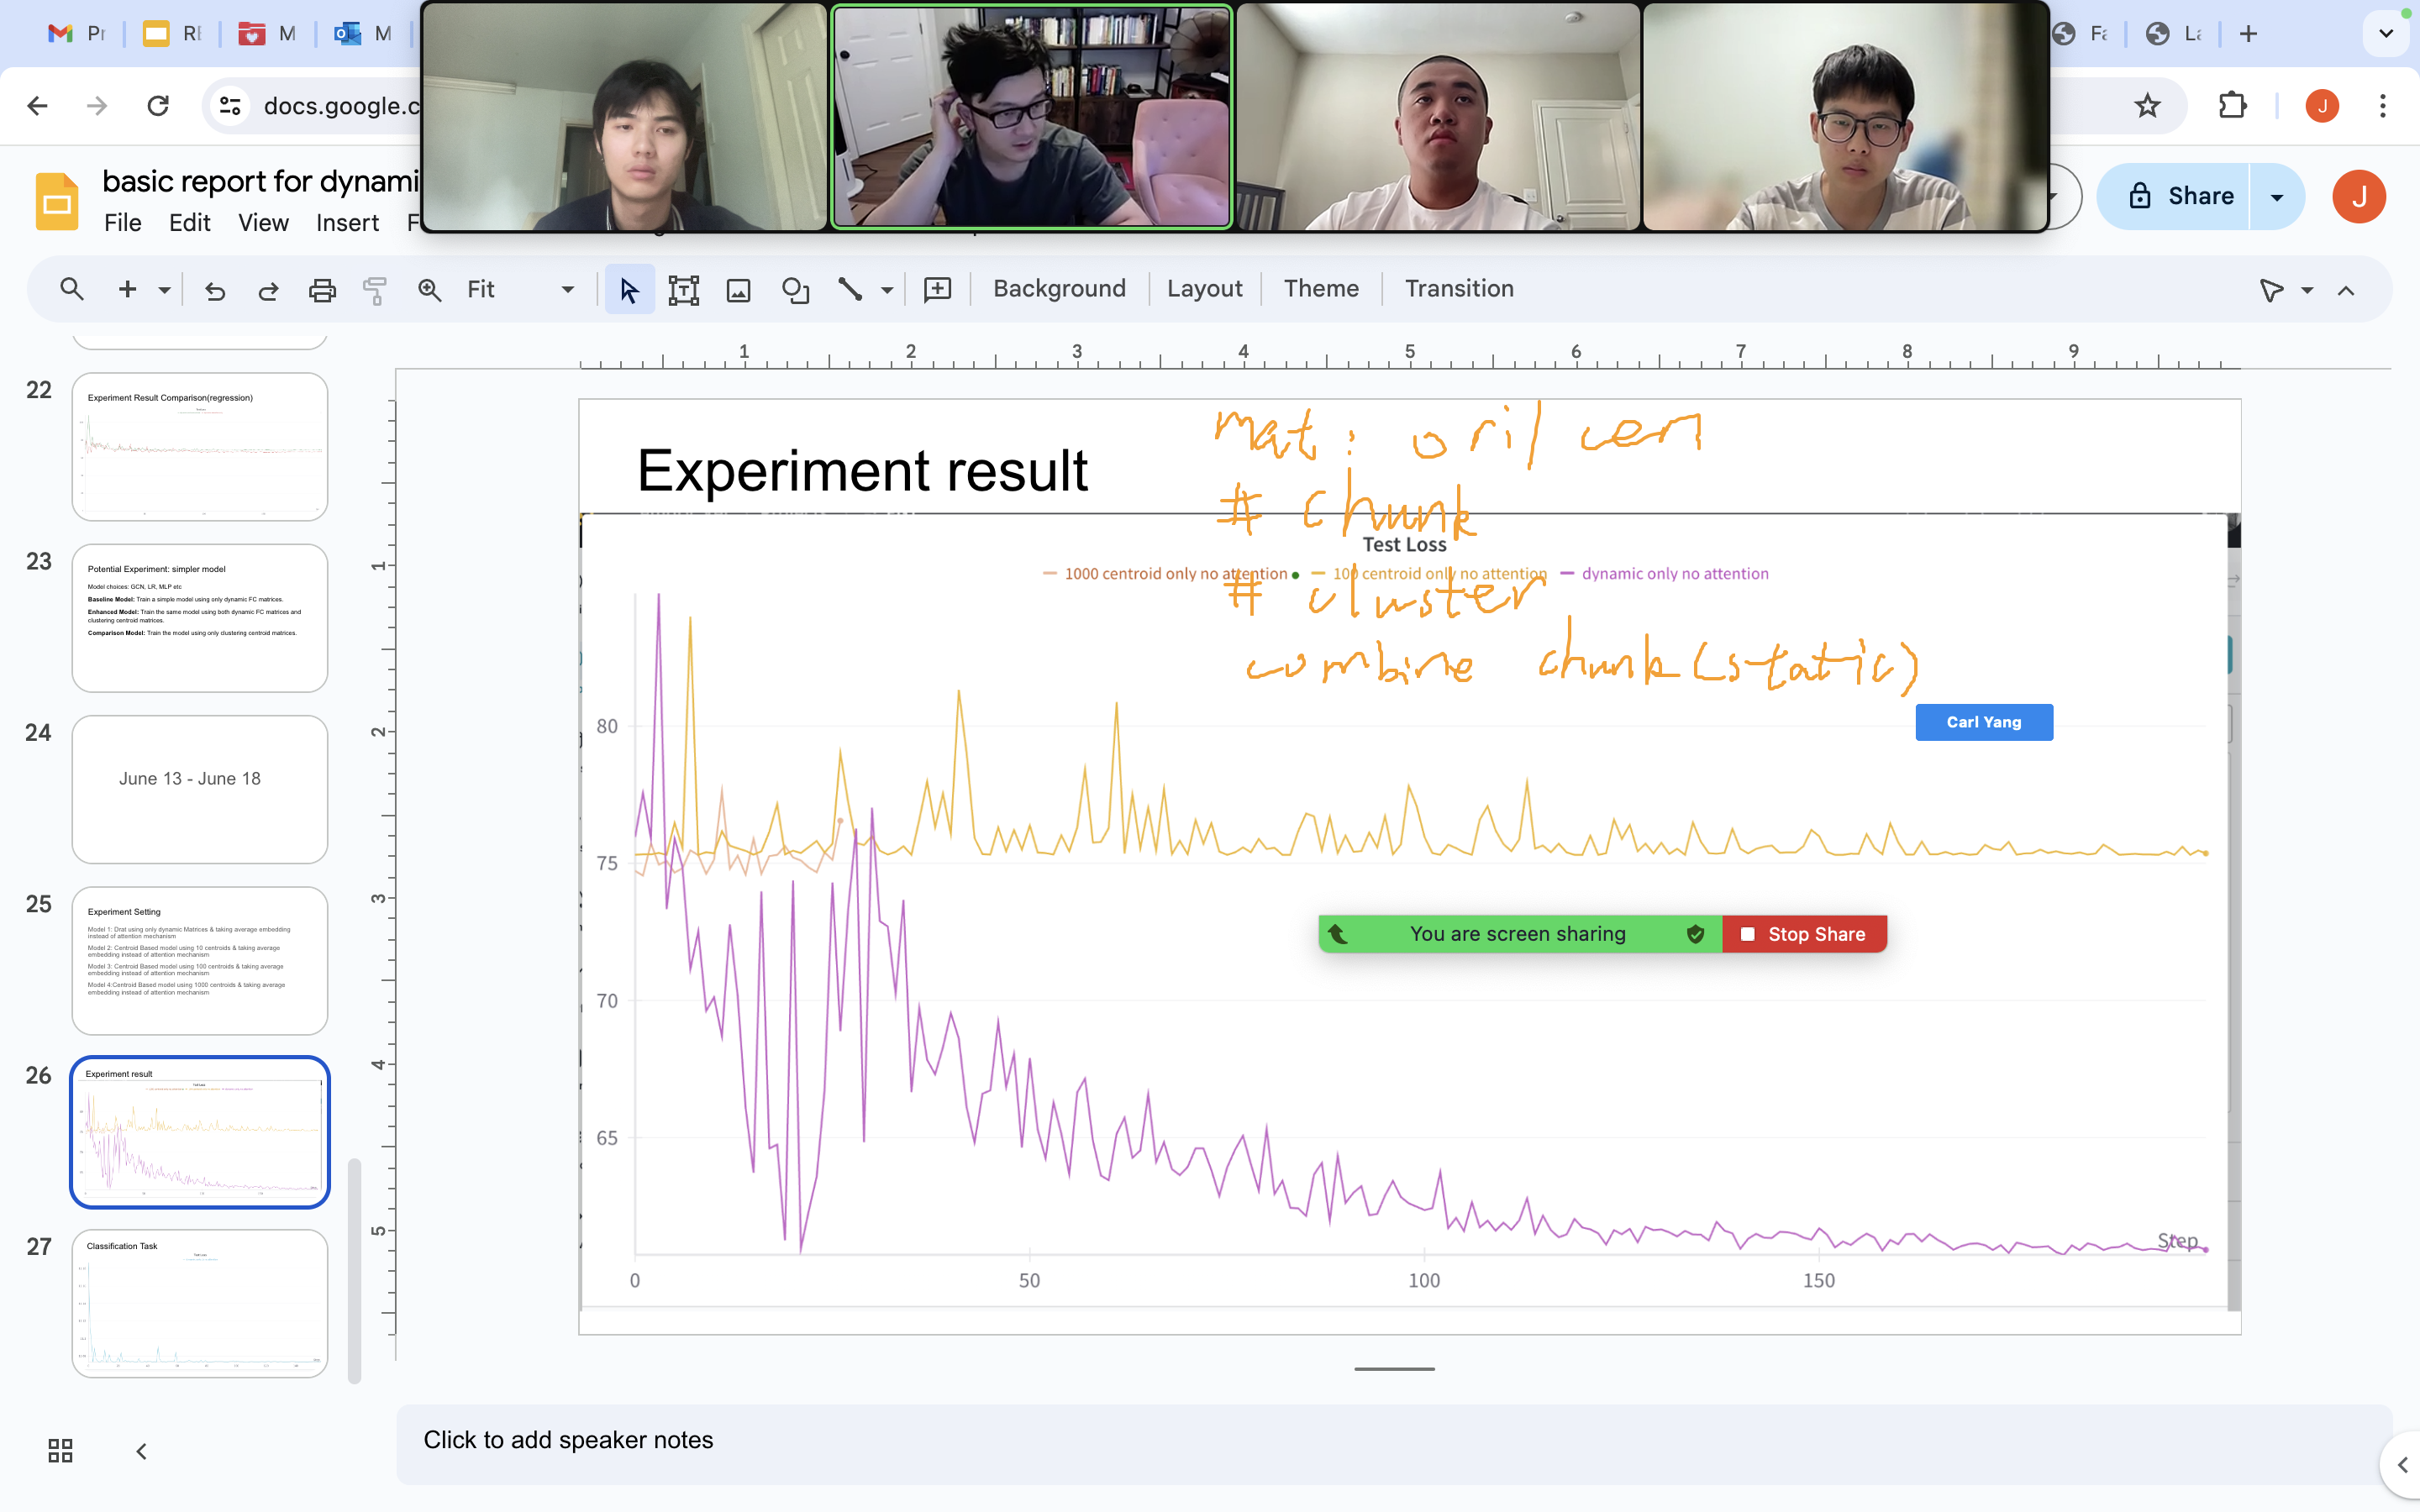 Pr
RE
M
M
Fa
La
docs.google.c
J
basic report for dynami
File Edit View Insert F
Share
J
Fit
Background
Layout
Theme
Transition
1 2 3 4 5 6 7 8 9
22
Experiment Result Comparison(regression)
23
Potential Experiment: simpler model
Model choices: GCN, LR, MLP etc
Baseline Model: Train a simple model using only dynamic FC matrices.
Enhanced Model: Train the same model using both dynamic FC matrices and
clustering centroid matrices.
Comparison Model: Train the model using only clustering centroid matrices.
24
June 13 - June 18
25
Experiment Setting
Model 1: Drat using only dynamic Matrices & taking average embedding
instead of attention mechanism
Model 2: Centroid Based model using 10 centroids & taking average
embedding instead of attention mechanism
Model 3: Centroid Based model using 100 centroids & taking average
embedding instead of attention mechanism
Model 4:Centroid Based model using 1000 centroids & taking average
embedding instead of attention mechanism
26
Experiment result
27
Classification Task
1
2
3
4
5
mat: ori/ cen
Experiment result
# chunk
Test Loss
1000 centroid only no attention
100 centroid only no attention
dynamic only no attention
# cluster
combine chunk(static)
Carl Yang
80
75
You are screen sharing
Stop Share
70
65
Step
0 50 100 150
Click to add speaker notes